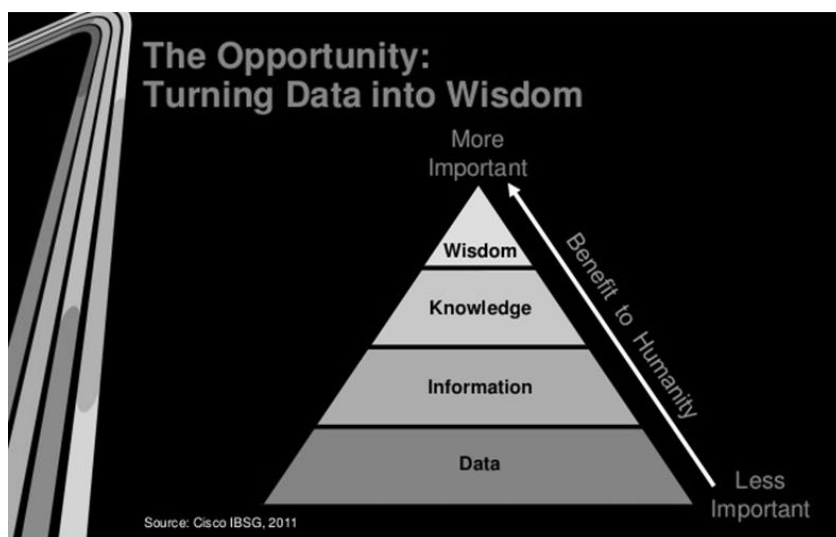 The Opportunity:
Turning Data into Wisdom
More
Important
Wisdom
Knowledge
Information
Data
Benefit to Humanity
Less
Important
Source: Cisco IBSG, 2011